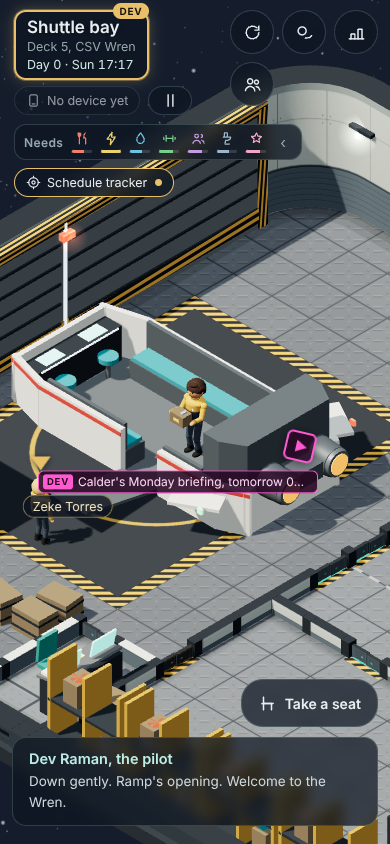 Shuttle bay
DEV
Deck 5, CSV Wren
Day 0 · Sun 17:17
No device yet
Needs
Schedule tracker
DEV Calder's Monday briefing, tomorrow 0...
Zeke Torres
Take a seat
Dev Raman, the pilot
Down gently. Ramp's opening. Welcome to the
Wren.